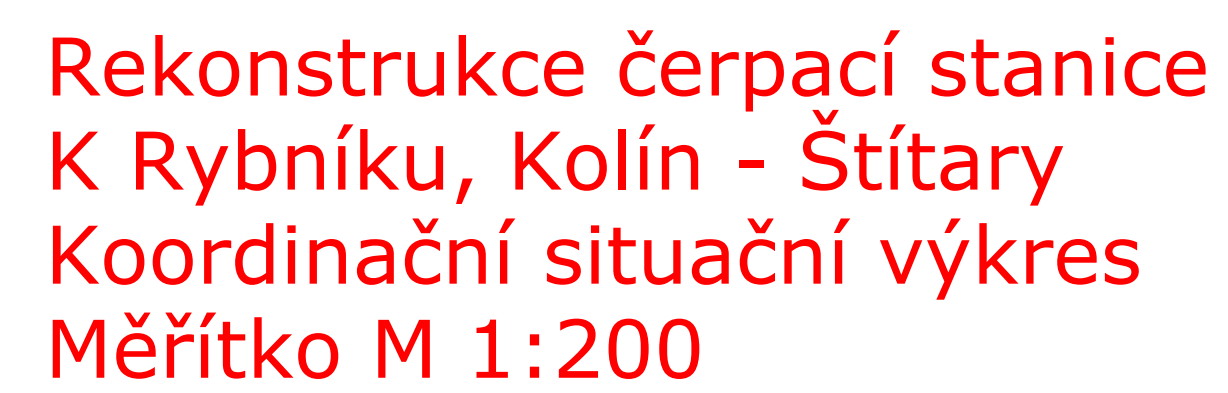 Rekonstrukce čerpací stanice
K Rybníku, Kolín - Štítary
Koordinační situační výkres
Měřítko M 1:200